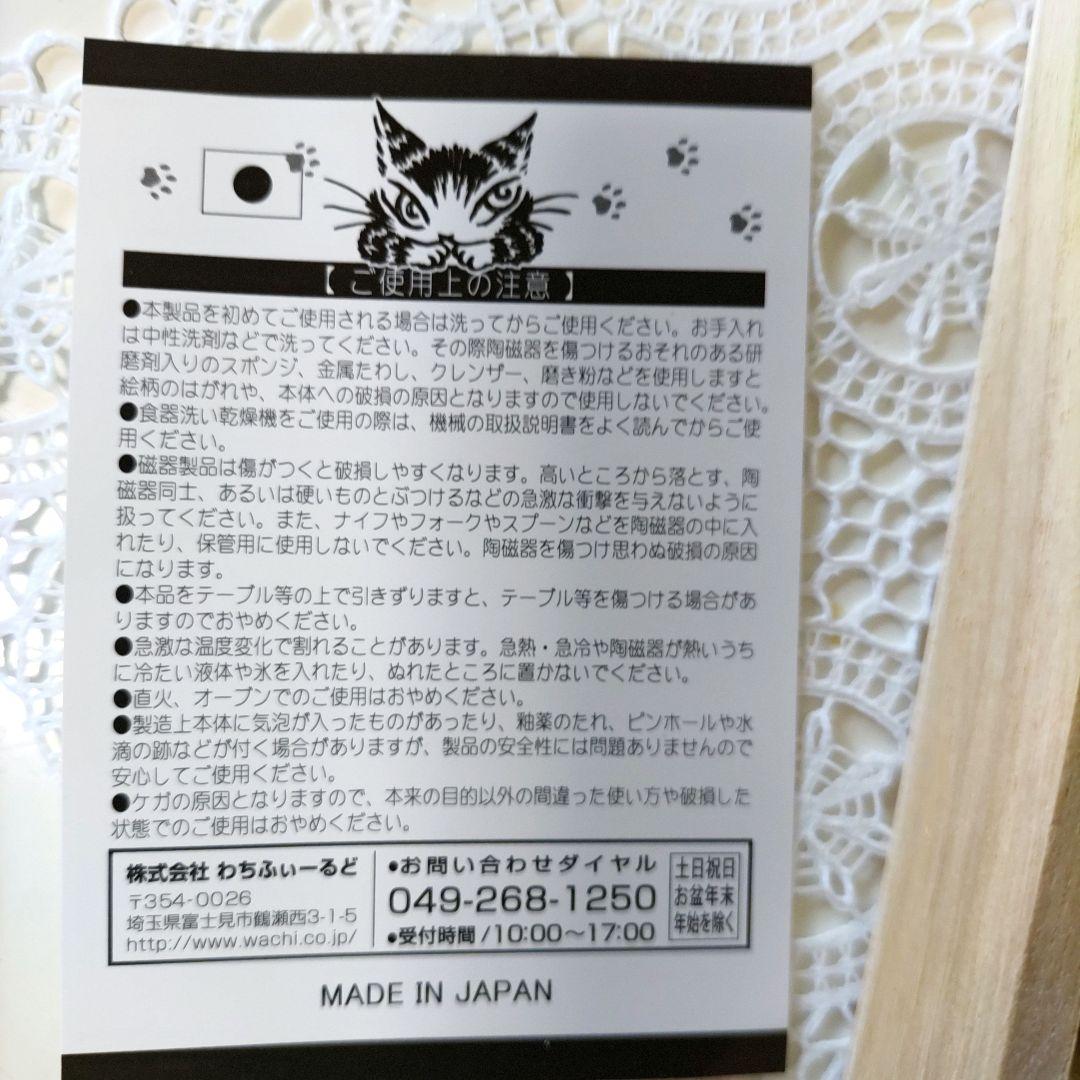 【 ご使用上の注意 】
●本製品を初めてご使用される場合は洗ってからご使用ください。お手入れ
は中性洗剤などで洗ってください。その際陶磁器を傷つけるおそれのある研
磨剤入りのスポンジ、金属たわし、クレンザー、磨き粉などを使用しますと
絵柄のはがれや、本体への破損の原因となりますので使用しないでください。
●食器洗い乾燥機をご使用の際は、機械の取扱説明書をよく読んでからご使
用ください。
●磁器製品は傷がつくと破損しやすくなります。高いところから落とす、陶
磁器同士、あるいは硬いものとぶつけるなどの急激な衝撃を与えないように
扱ってください。また、ナイフやフォークやスプーンなどを陶磁器の中に入
れたり、保管用に使用しないでください。陶磁器を傷つけ思わぬ破損の原因
になります。
●本品をテーブル等の上で引きずりますと、テーブル等を傷つける場合があ
りますのでおやめください。
●急激な温度変化で割れることがあります。急熱・急冷や陶磁器が熱いうち
に冷たい液体や氷を入れたり、ぬれたところに置かないでください。
●直火、オーブンでのご使用はおやめください。
●製造上本体に気泡が入ったものがあったり、釉薬のたれ、ピンホールや水
滴の跡などが付く場合がありますが、製品の安全性には問題ありませんので
安心してご使用ください。
●ケガの原因となりますので、本来の目的以外の間違った使い方や破損した
状態でのご使用はおやめください。
株式会社 わちふぃーるど
〒354-0026
埼玉県富士見市鶴瀬西3-1-5
http://www.wachi.co.jp/
●お問い合わせダイヤル
049-268-1250
●受付時間/10:00〜17:00
土日祝日
お盆年末
年始を除く
MADE IN JAPAN